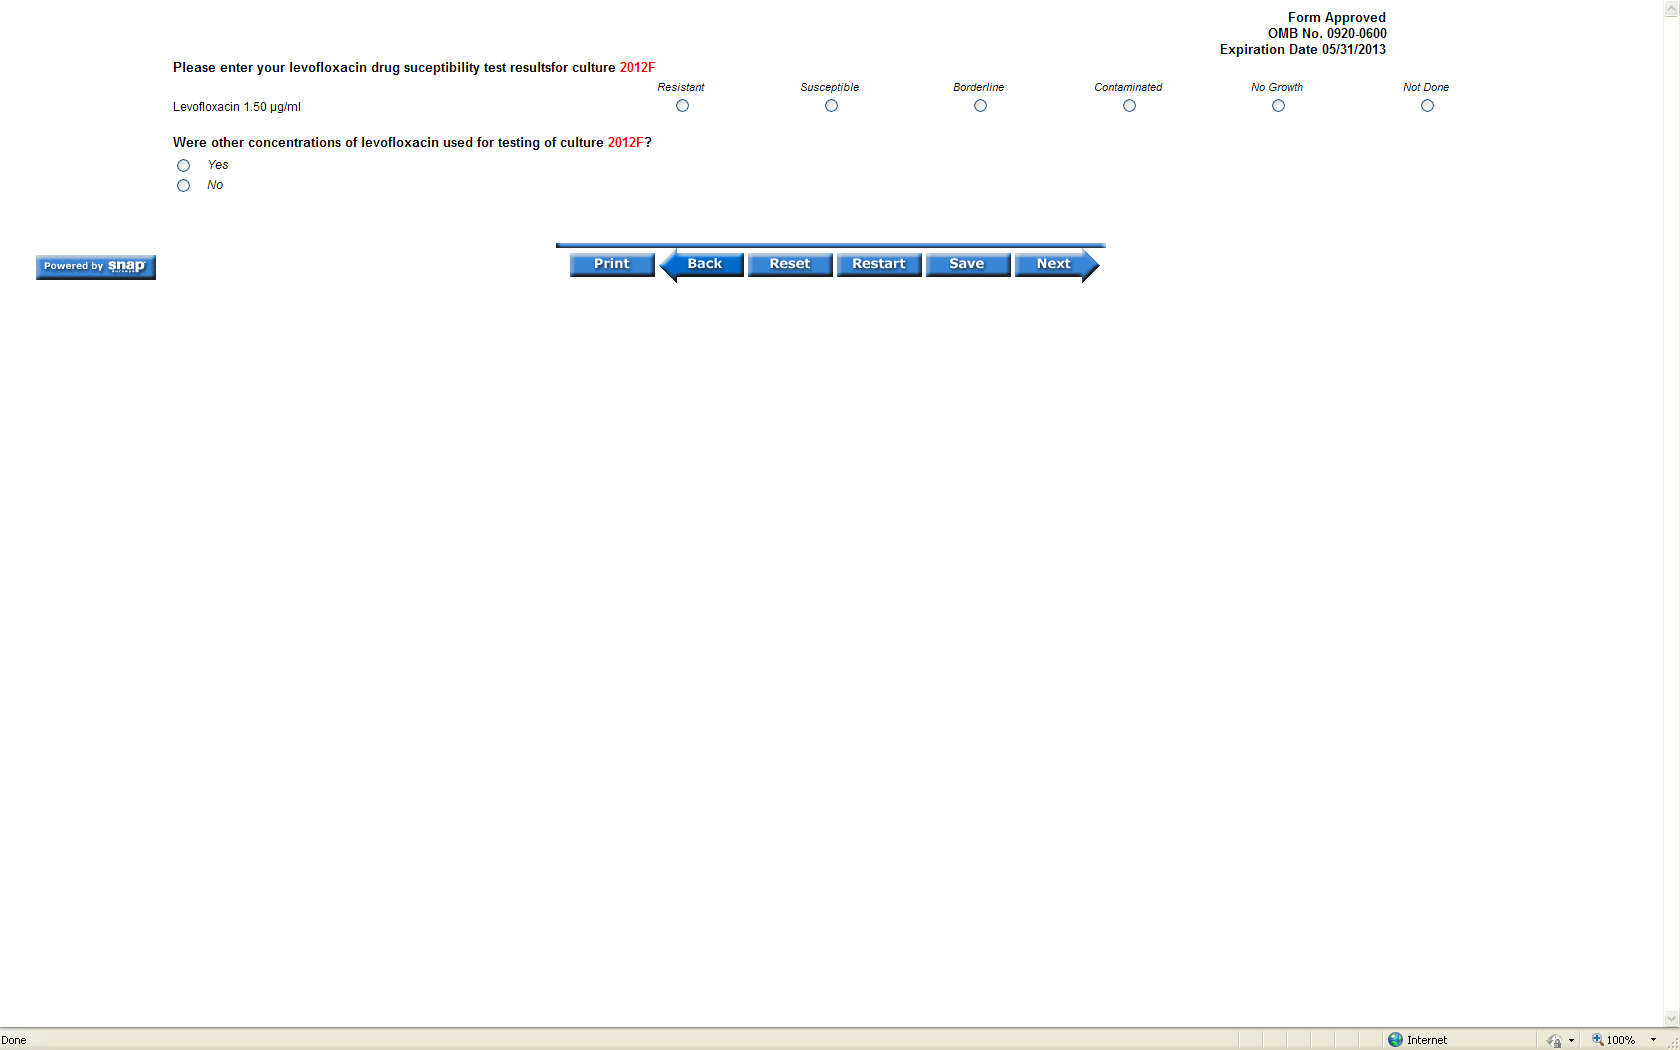 Form Approved
OMB No. 0920-0600
Expiration Date 05/31/2013
Please enter your levofloxacin drug suceptibility test resultsfor culture 2012F
Resistant Susceptible Borderline Contaminated No Growth Not Done
Levofloxacin 1.50 µg/ml
Were other concentrations of levofloxacin used for testing of culture 2012F?
Yes
No
Powered by snap surveys
Print Back Reset Restart Save Next
Done Internet 100%